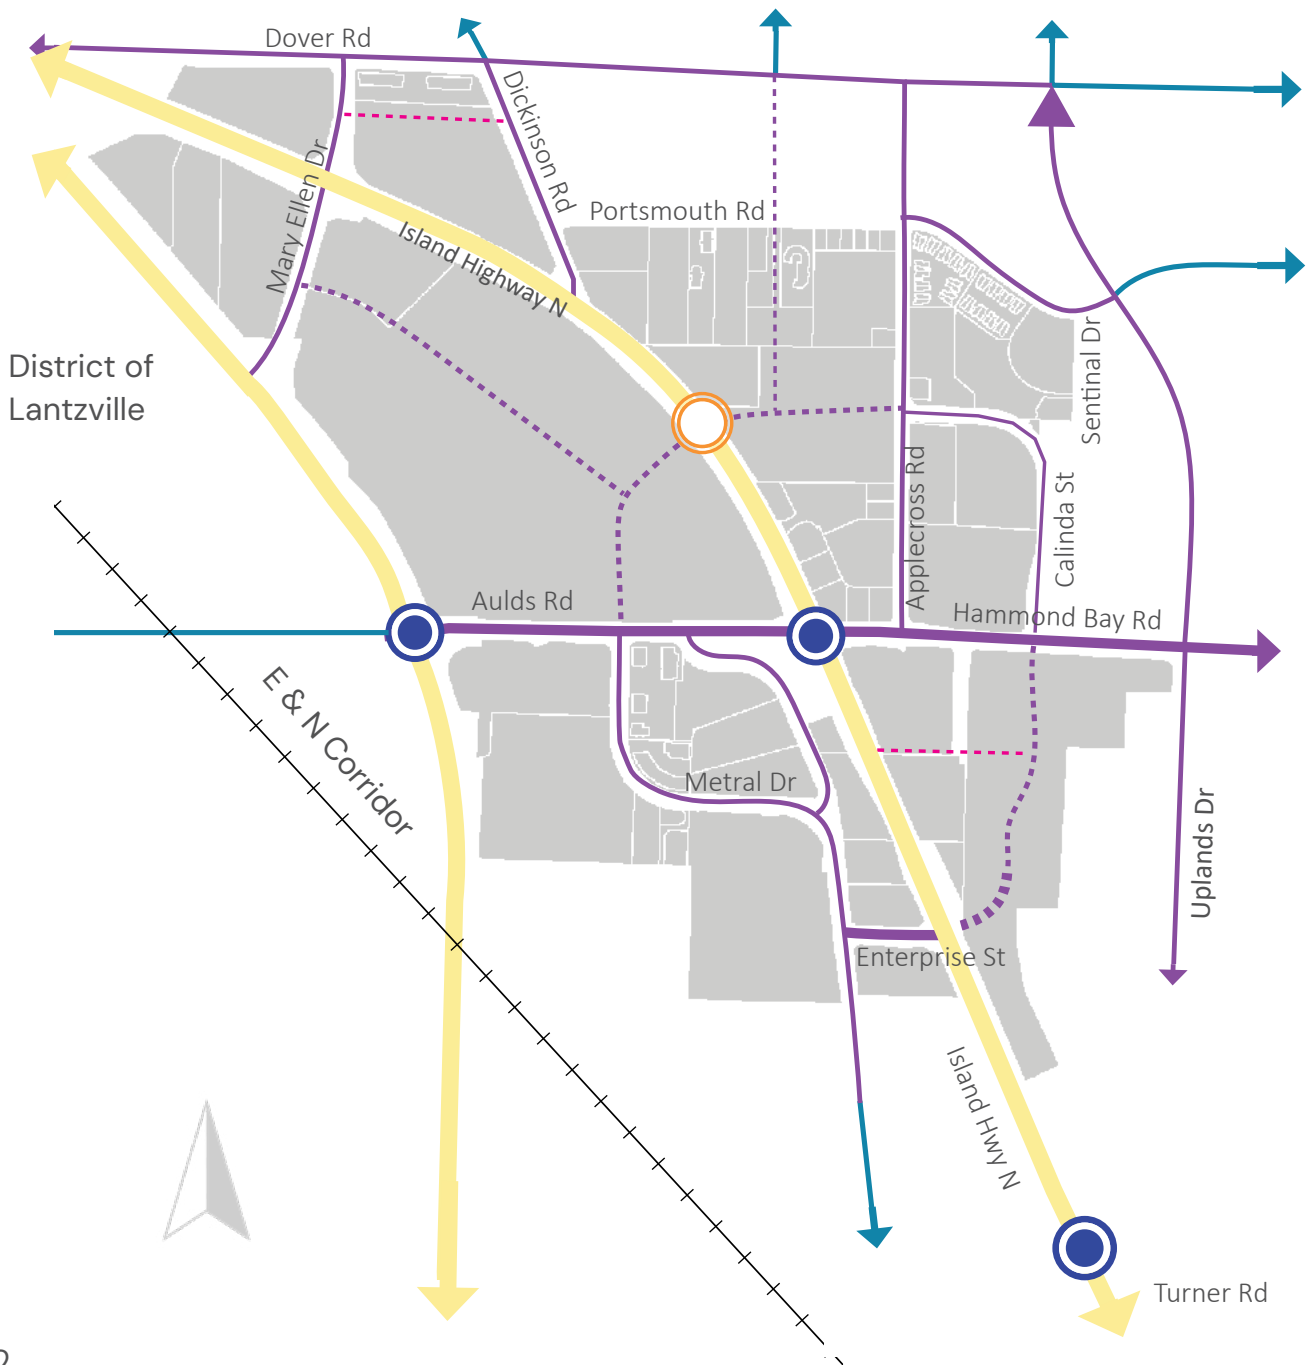 Dover Rd
Dickinson Rd
Mary Ellen Dr
Portsmouth Rd
Island Highway N
District of
Lantzville
Sentinal Dr
Applecross Rd
Calinda St
Aulds Rd
Hammond Bay Rd
E & N Corridor
Metral Dr
Uplands Dr
Enterprise St
Island Hwy N
Turner Rd